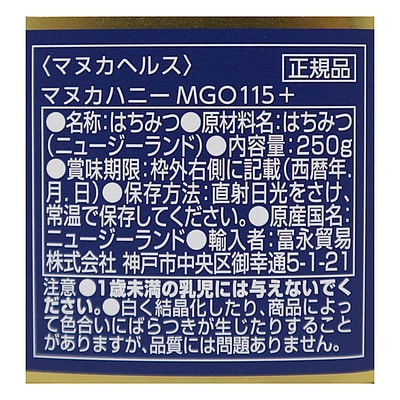 〈マヌカヘルス〉
正規品
マヌカハニー MGO115+
●名称:はちみつ●原材料名:はちみつ
(ニュージーランド)●内容量:250g
●賞味期限:枠外右側に記載(西暦年.
月.日)●保存方法:直射日光をさけ、
常温で保存してください。●原産国名:
ニュージーランド●輸入者:富永貿易
株式会社 神戸市中央区御幸通5-1-21
注意●1歳未満の乳児には与えないでく
ださい。●白く結晶化したり、商品によっ
て色合いにばらつきが生じたりすること
がありますが、品質には問題ありません。